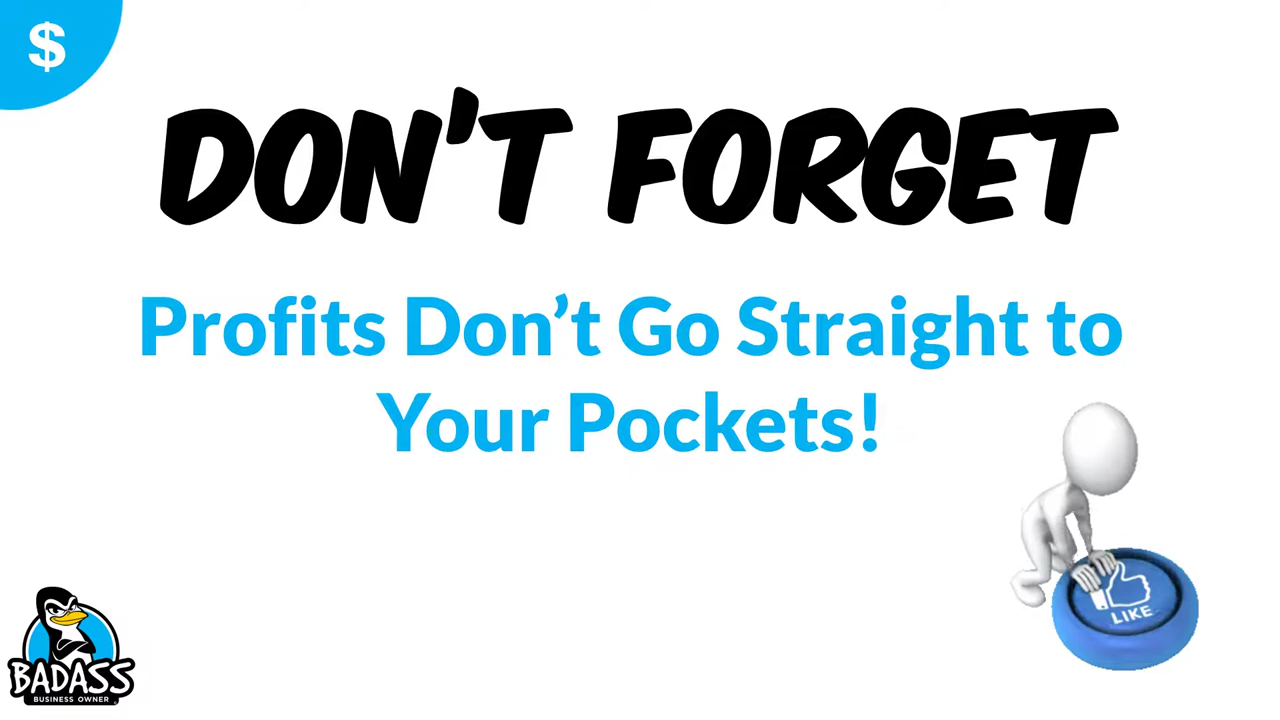 $
DON'T FORGET
Profits Don’t Go Straight to
Your Pockets!
LIKE
BADASS
BUSINESS OWNER